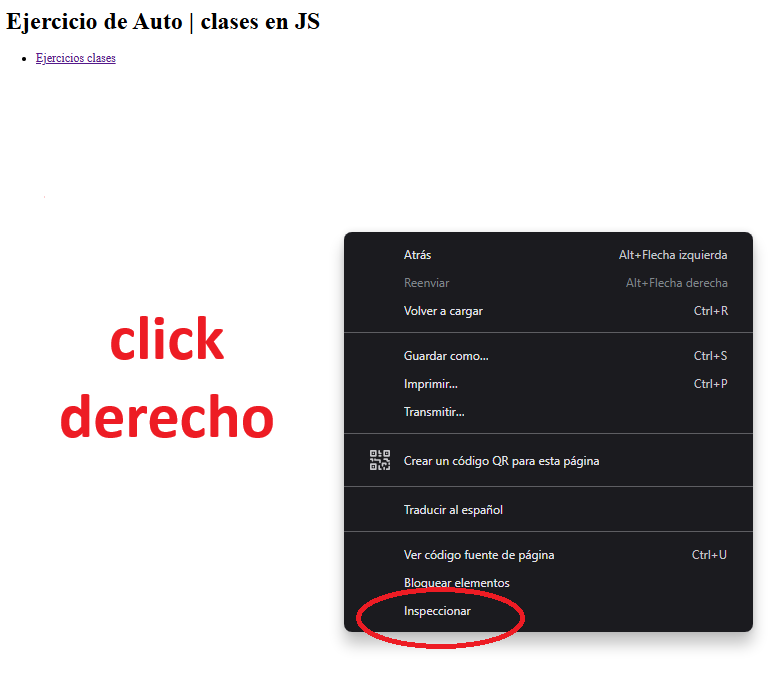 Ejercicio de Auto | clases en JS
Ejercicios clases
click
derecho
Atrás Alt+Flecha izquierda
Reenviar Alt+Flecha derecha
Volver a cargar Ctrl+R
Guardar como... Ctrl+S
Imprimir... Ctrl+P
Transmitir...
Crear un código QR para esta página
Traducir al español
Ver código fuente de página Ctrl+U
Bloquear elementos
Inspeccionar